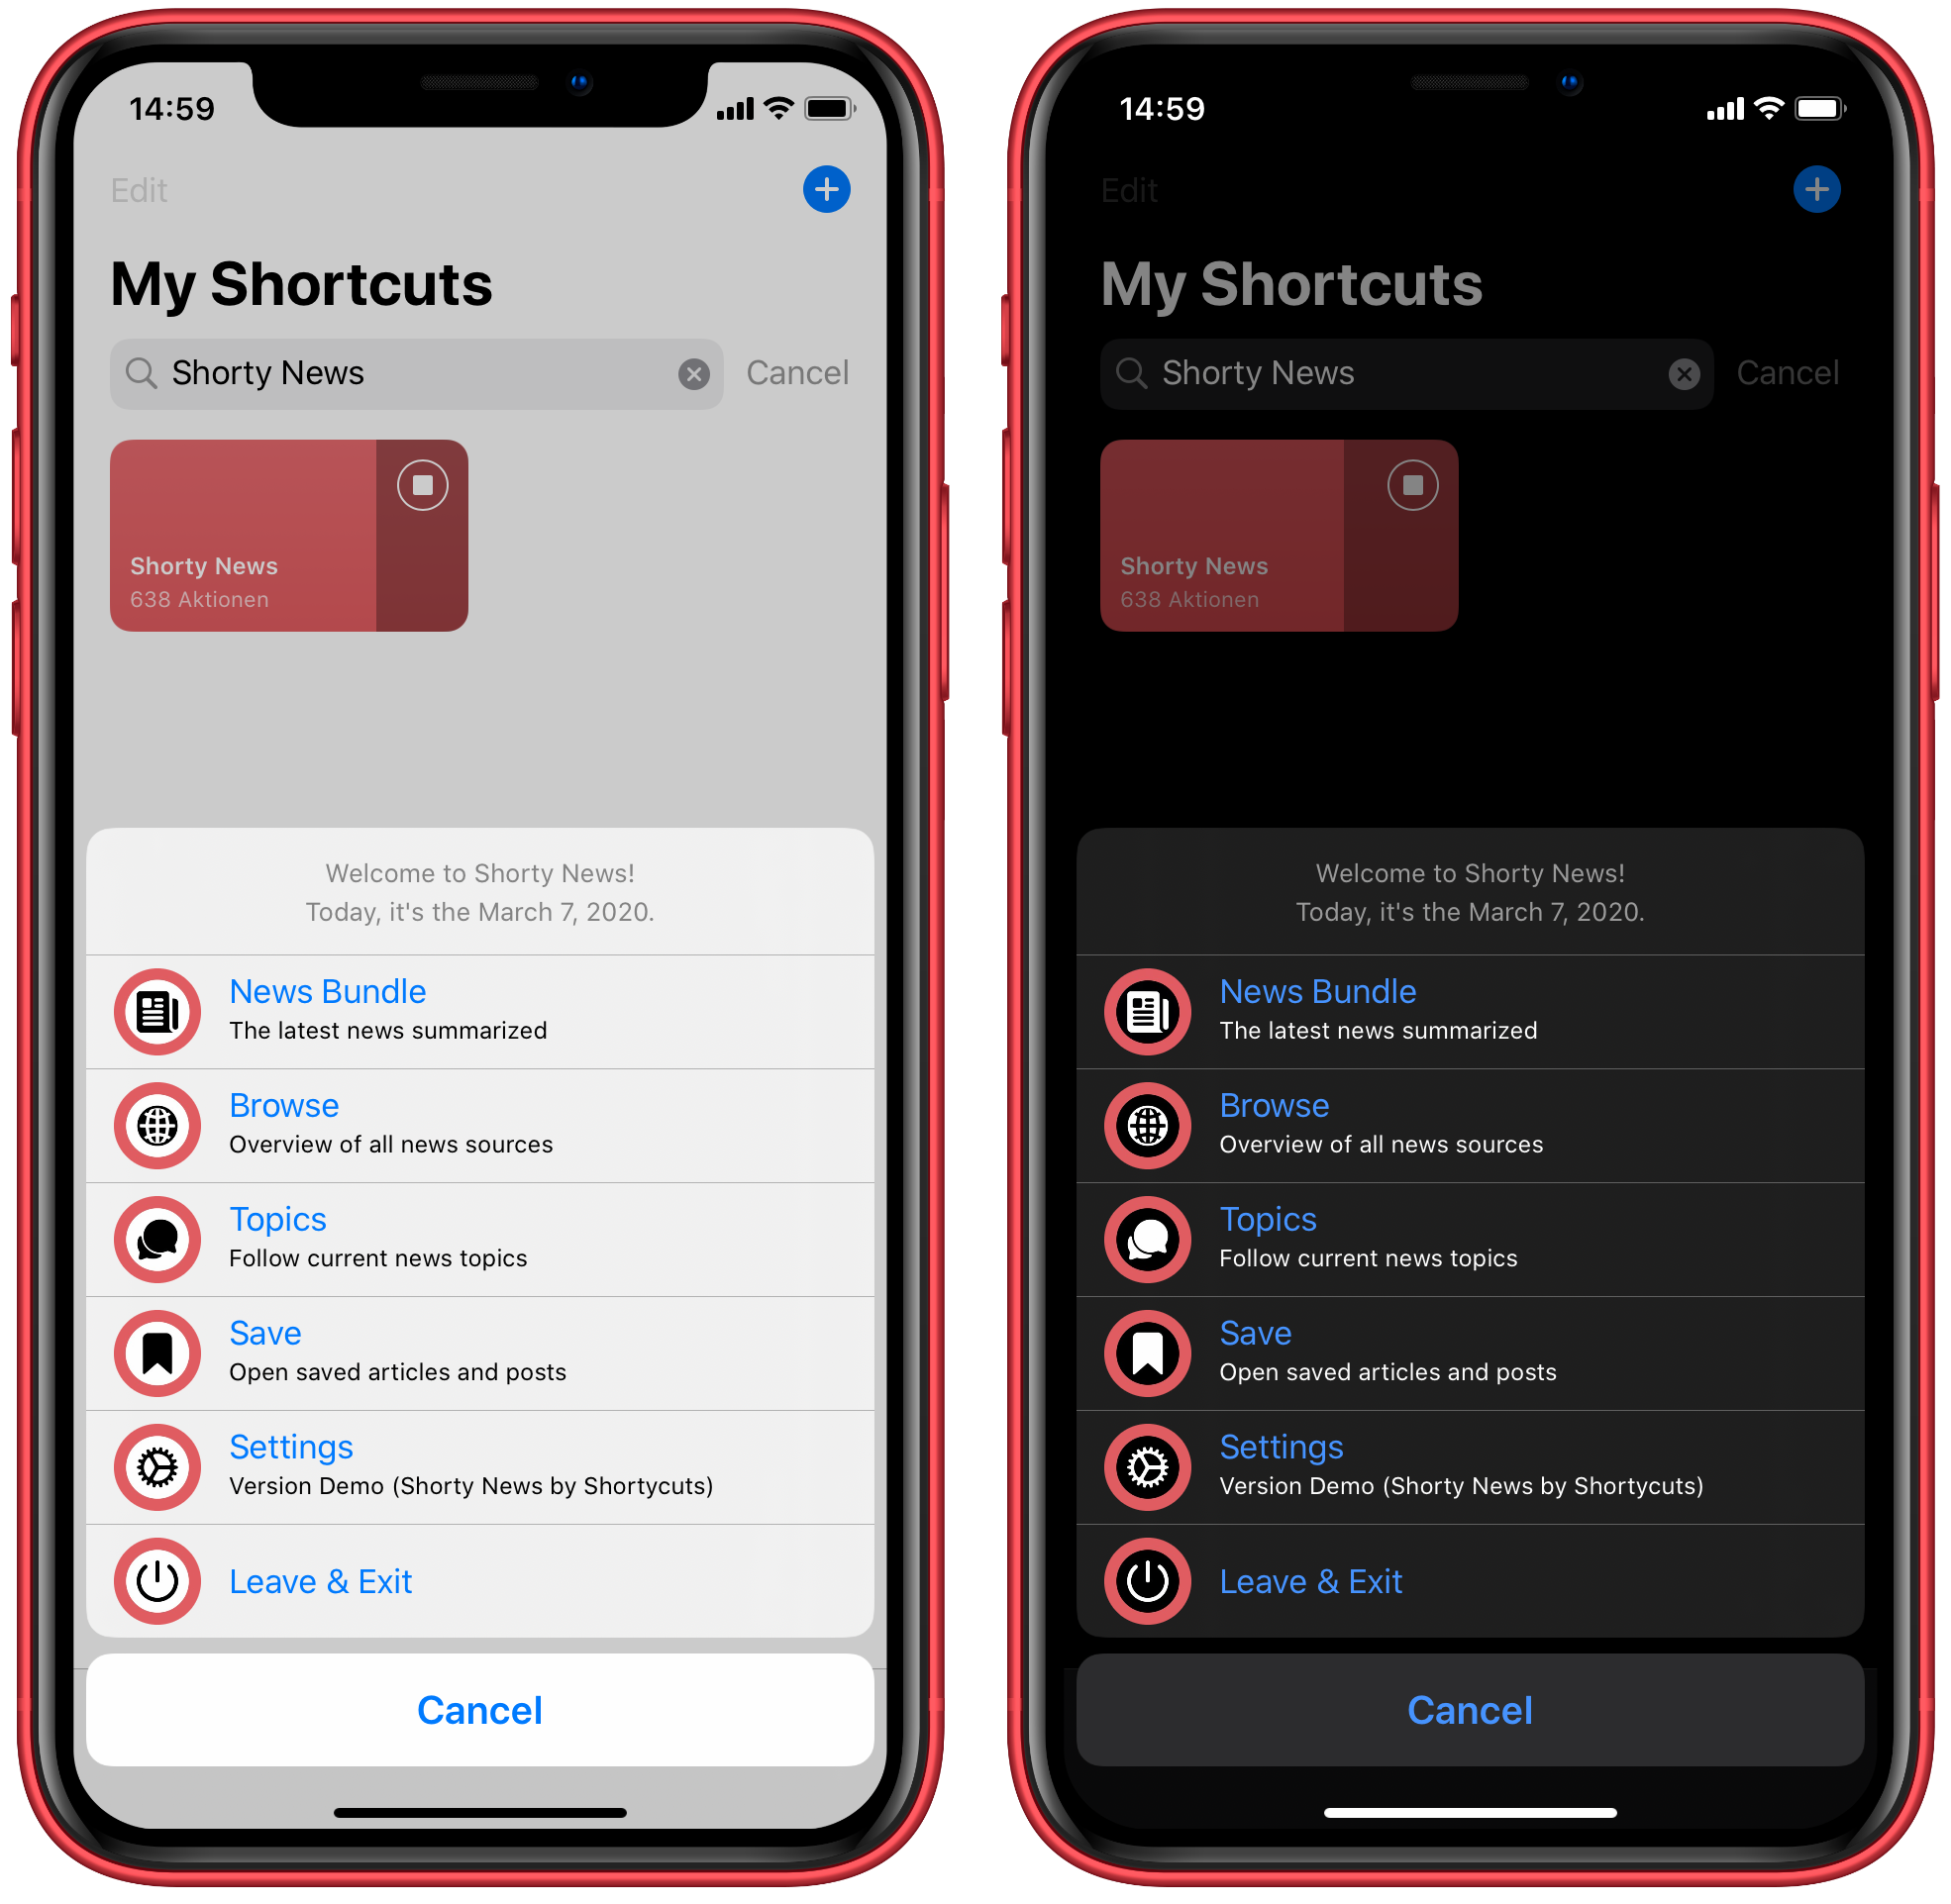 14:59
Edit
My Shortcuts
Shorty News Cancel
Shorty News
638 Aktionen
Welcome to Shorty News!
Today, it's the March 7, 2020.
News Bundle
The latest news summarized
Browse
Overview of all news sources
Topics
Follow current news topics
Save
Open saved articles and posts
Settings
Version Demo (Shorty News by Shortycuts)
Leave & Exit
Cancel
14:59
Edit
My Shortcuts
Shorty News Cancel
Shorty News
638 Aktionen
Welcome to Shorty News!
Today, it's the March 7, 2020.
News Bundle
The latest news summarized
Browse
Overview of all news sources
Topics
Follow current news topics
Save
Open saved articles and posts
Settings
Version Demo (Shorty News by Shortycuts)
Leave & Exit
Cancel